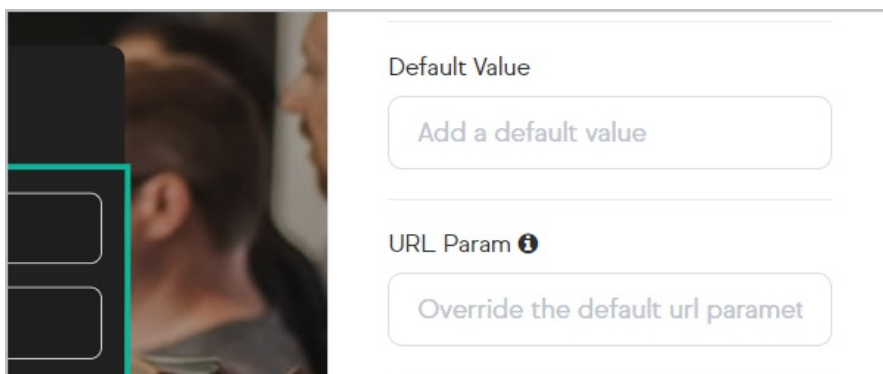 Default Value
Add a default value
URL Param
Override the default url paramet